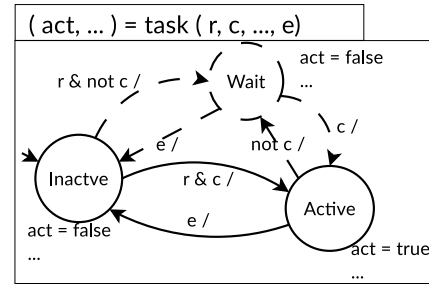 ( act, ... ) = task ( r, c, ..., e)
r & not c /
Wait
act = false
...
e /
not c /
c /
Inactve
r & c /
Active
e /
act = false
...
act = true
...